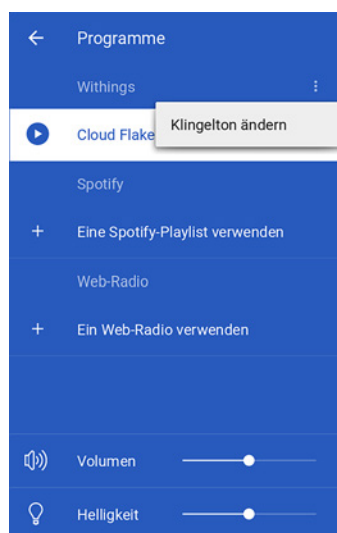 Programme
Withings
Klingelton ändern
Cloud Flake
Spotify
Eine Spotify-Playlist verwenden
Web-Radio
Ein Web-Radio verwenden
Volumen
Helligkeit